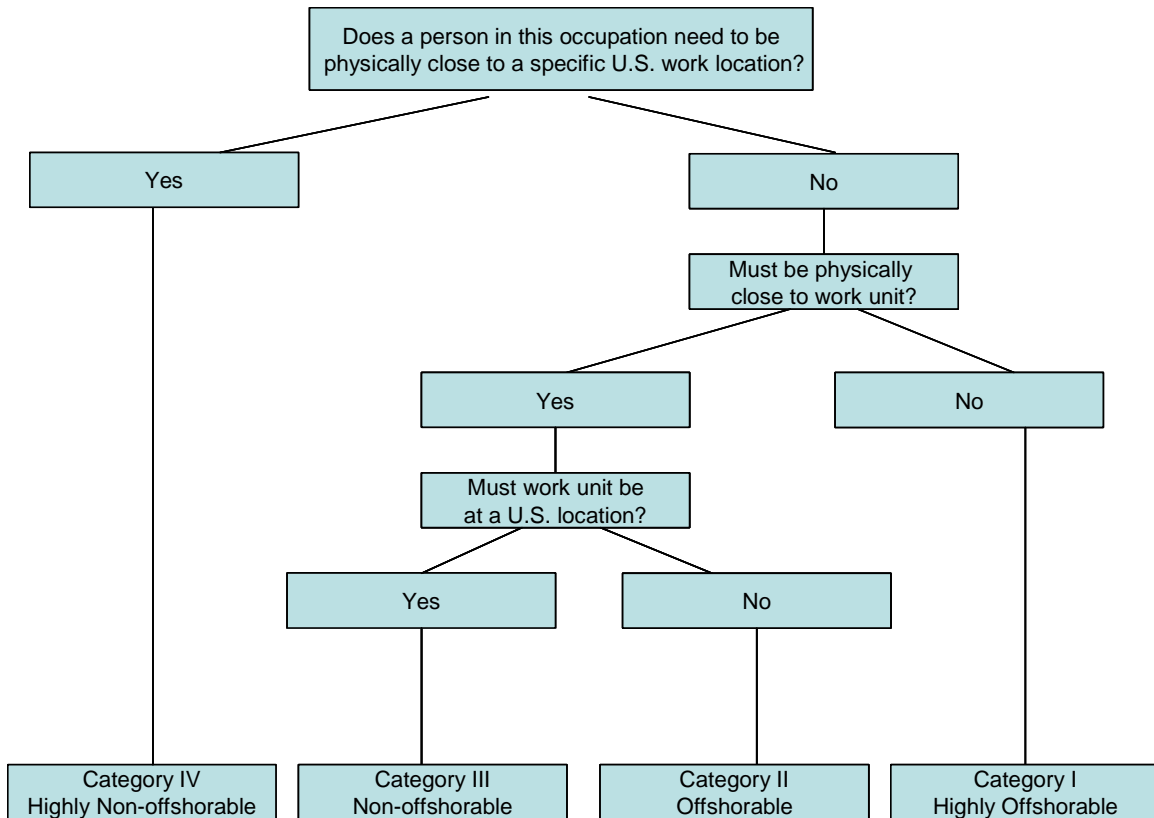 Does a person in this occupation need to be
physically close to a specific U.S. work location?
Yes
No
Must be physically
close to work unit?
Yes
No
Must work unit be
at a U.S. location?
Yes
No
Category IV
Highly Non-offshorable
Category III
Non-offshorable
Category II
Offshorable
Category I
Highly Offshorable